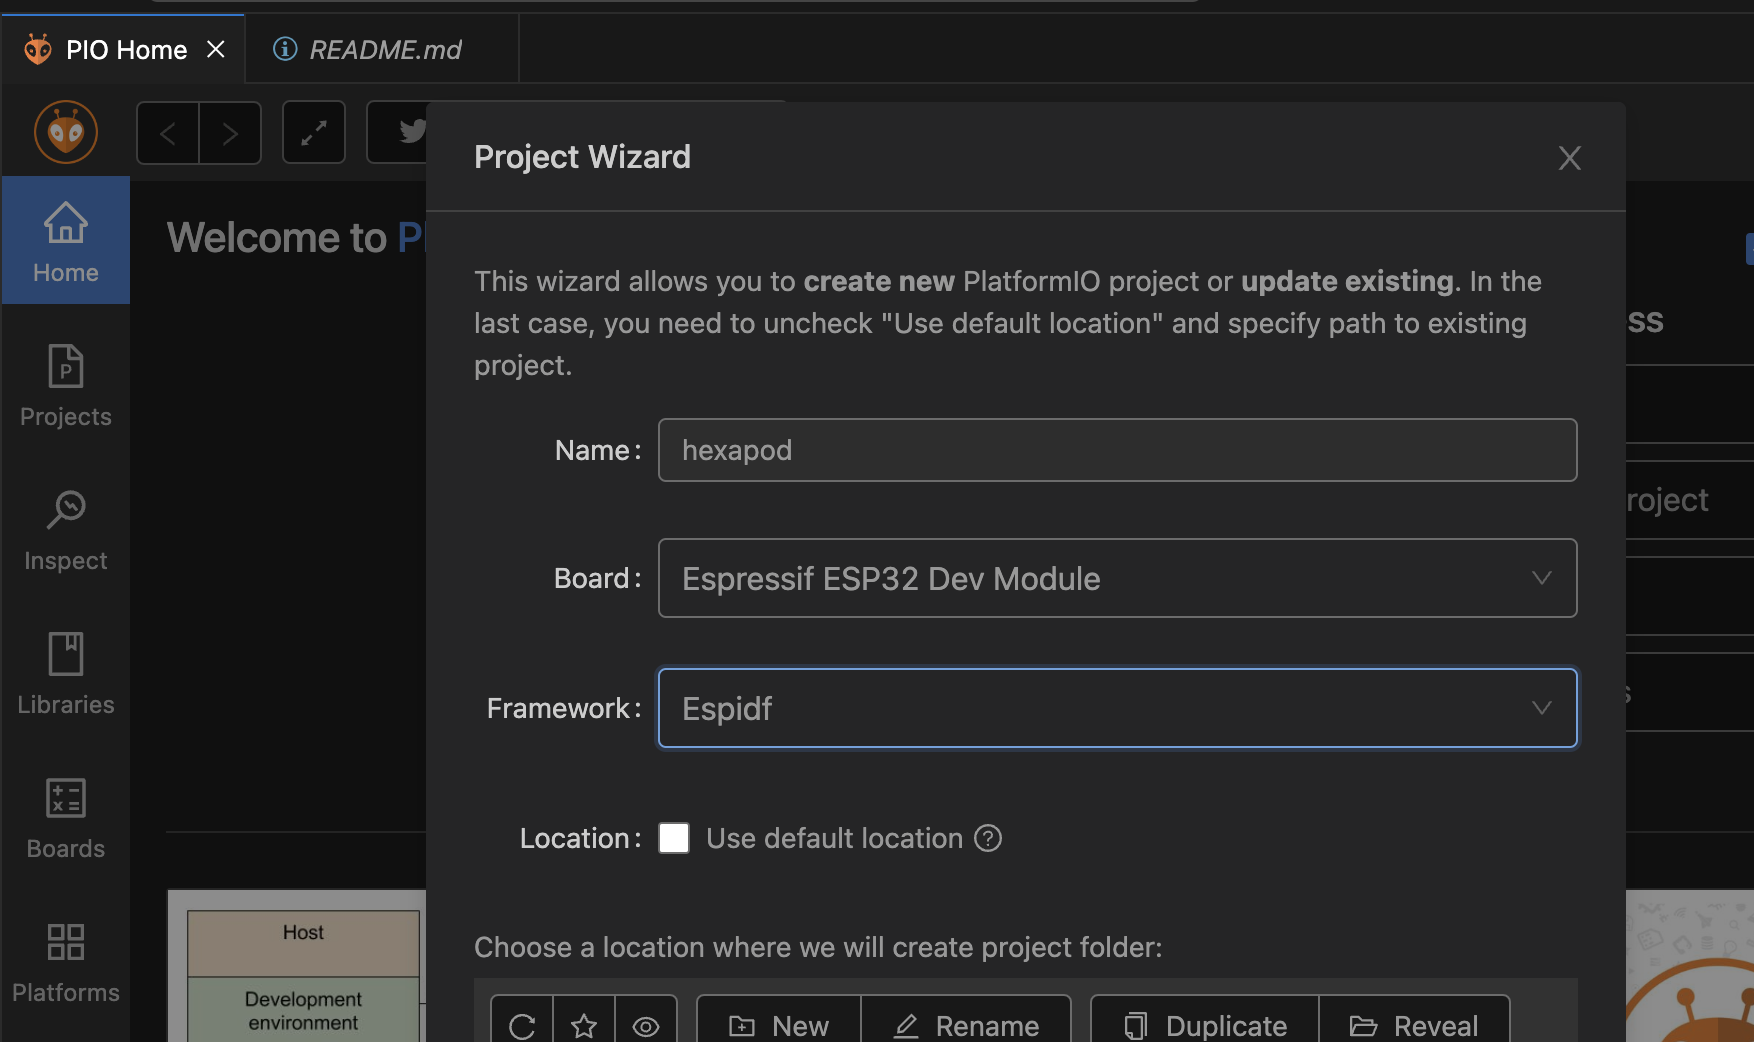 PIO Home
README.md
Project Wizard
Home
Welcome to
This wizard allows you to create new PlatformIO project or update existing. In the
last case, you need to uncheck "Use default location" and specify path to existing
project.
Projects
Name:
hexapod
roject
Inspect
Board:
Espressif ESP32 Dev Module
Libraries
Framework:
Espidf
Boards
Location:
Use default location
Host
Choose a location where we will create project folder:
Platforms
Development
environment
New
Rename
Duplicate
Reveal